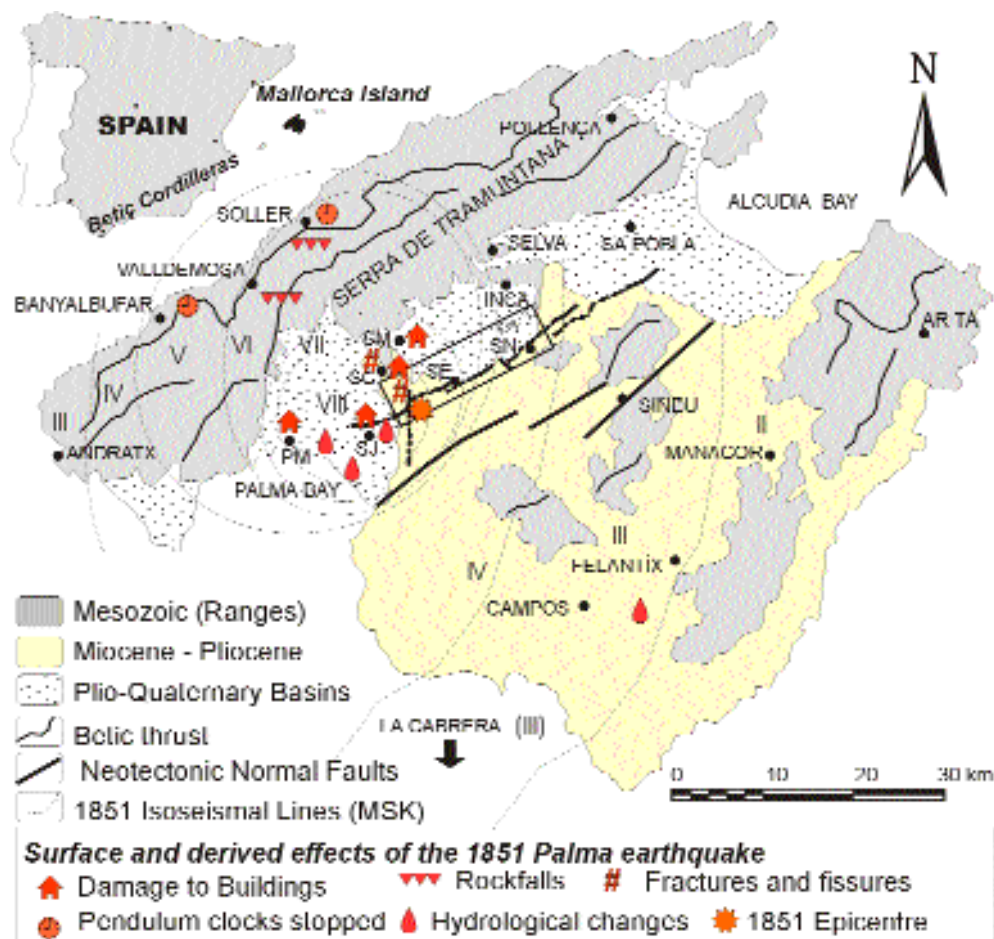 N
Mallorca Island
SPAIN
Betic Cordilleras
POLLENÇA
ALCUDIA BAY
SOLLER
SERRA DE TRAMUNTANA
SELVA
SA POBLA
VALLDEMOSA
BANYALBUFAR
INCA
ARTA
VI
VII
GM
SN
V
SC
SE
IV
VIII
SINEU
III
II
ANDRATX
SJ
MANACOR
PM
PALMA BAY
III
IV
FELANTIX
CAMPOS
Mesozoic (Ranges)
Miocene - Pliocene
Plio-Quaternary Basins
LA CABRERA (III)
Betic thrust
Neotectonic Normal Faults
0 10 20 30 km
1851 Isoseismal Lines (MSK)
Surface and derived effects of the 1851 Palma earthquake
Damage to Buildings
Rockfalls
Fractures and fissures
Pendulum clocks stopped
Hydrological changes
1851 Epicentre